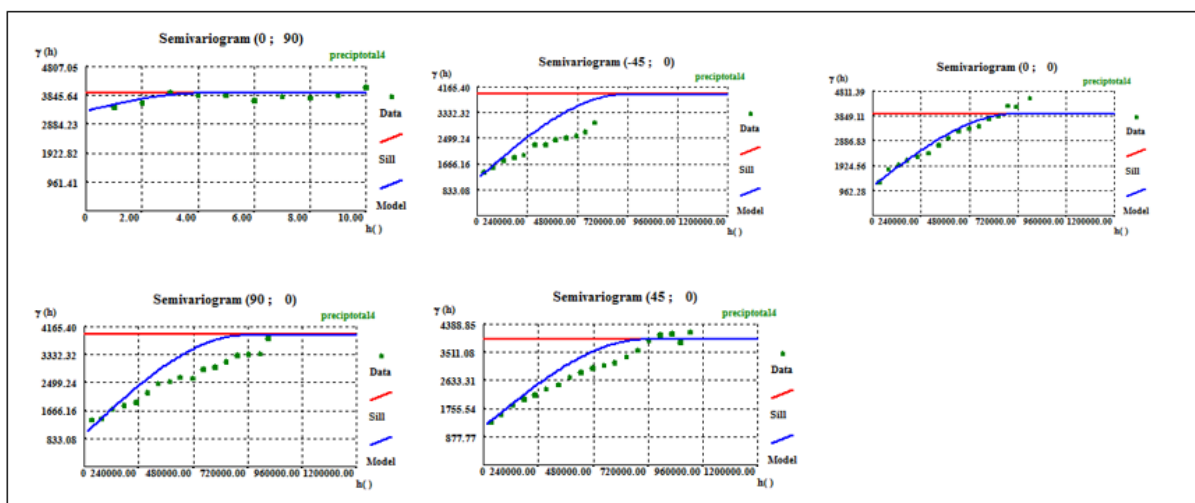 Semivariogram (0 ; 90)
γ (h)
preciptotal4
4807.05
3845.64
2884.23
1922.82
961.41
0 2.00 4.00 6.00 8.00 10.00
h( )
Data
Sill
Model
Semivariogram (-45 ; 0)
γ (h)
preciptotal4
4165.40
3332.32
2499.24
1666.16
833.08
0 240000.00 480000.00 720000.00 960000.00 1200000.00
h( )
Data
Sill
Model
Semivariogram (0 ; 0)
γ (h)
preciptotal4
4811.39
3849.11
2886.83
1924.56
962.28
0 240000.00 480000.00 720000.00 960000.00 1200000.00
h( )
Data
Sill
Model
Semivariogram (90 ; 0)
γ (h)
preciptotal4
4165.40
3332.32
2499.24
1666.16
833.08
0 240000.00 480000.00 720000.00 960000.00 1200000.00
h( )
Data
Sill
Model
Semivariogram (45 ; 0)
γ (h)
preciptotal4
4388.85
3511.08
2633.31
1755.54
877.77
0 240000.00 480000.00 720000.00 960000.00 1200000.00
h( )
Data
Sill
Model